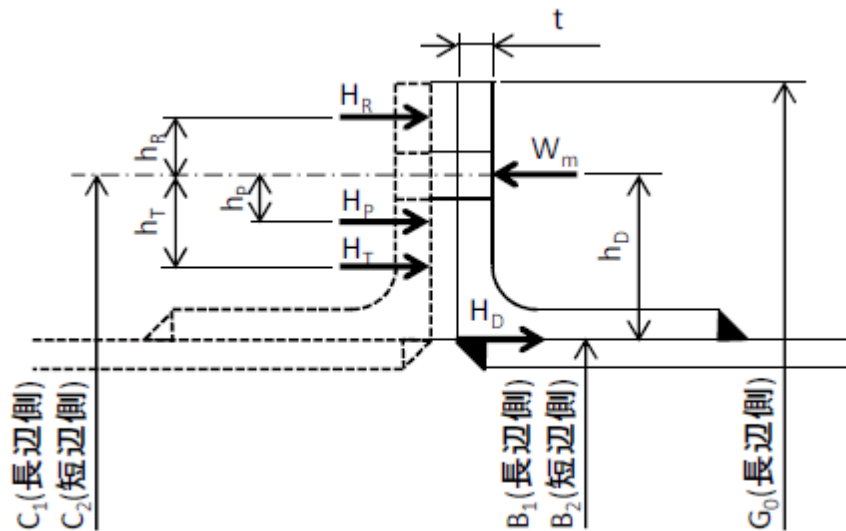 t
H_R
h_R
W_m
h_P
H_P
h_T
H_T
h_D
H_D
C_1(長辺側)
C_2(短辺側)
B_1(長辺側)
B_2(短辺側)
G_0(長辺側)